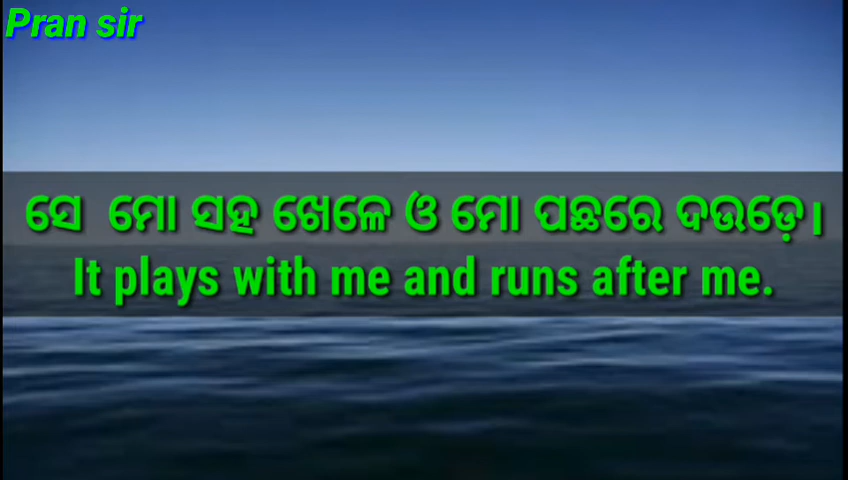 Pran sir
ସେ ମୋ ସହ ଖେଳେ ଓ ମୋ ପଛରେ ଦଉଡ଼େ।
It plays with me and runs after me.